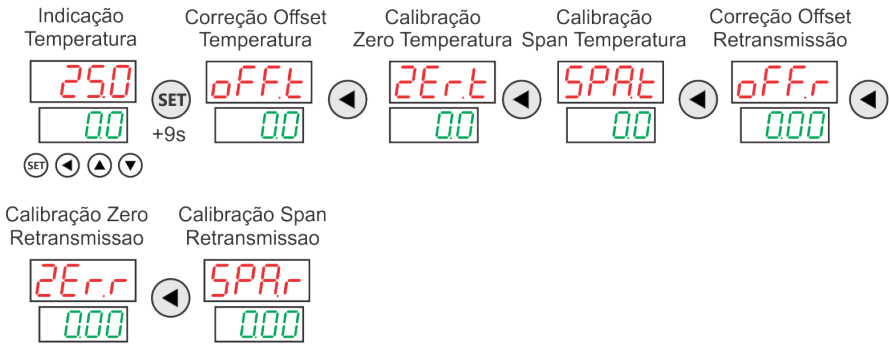 Indicação
Temperatura
Correção Offset
Temperatura
Calibração
Zero Temperatura
Calibração
Span Temperatura
Correção Offset
Retransmissão
25.0
0.0
SET
+9s
oFF.t
0.0
2Er.t
0.0
SPA.t
0.0
oFF.r
0.00
SET
Calibração Zero
Retransmissao
Calibração Span
Retransmissao
2Er.r
0.00
SPA.r
0.00